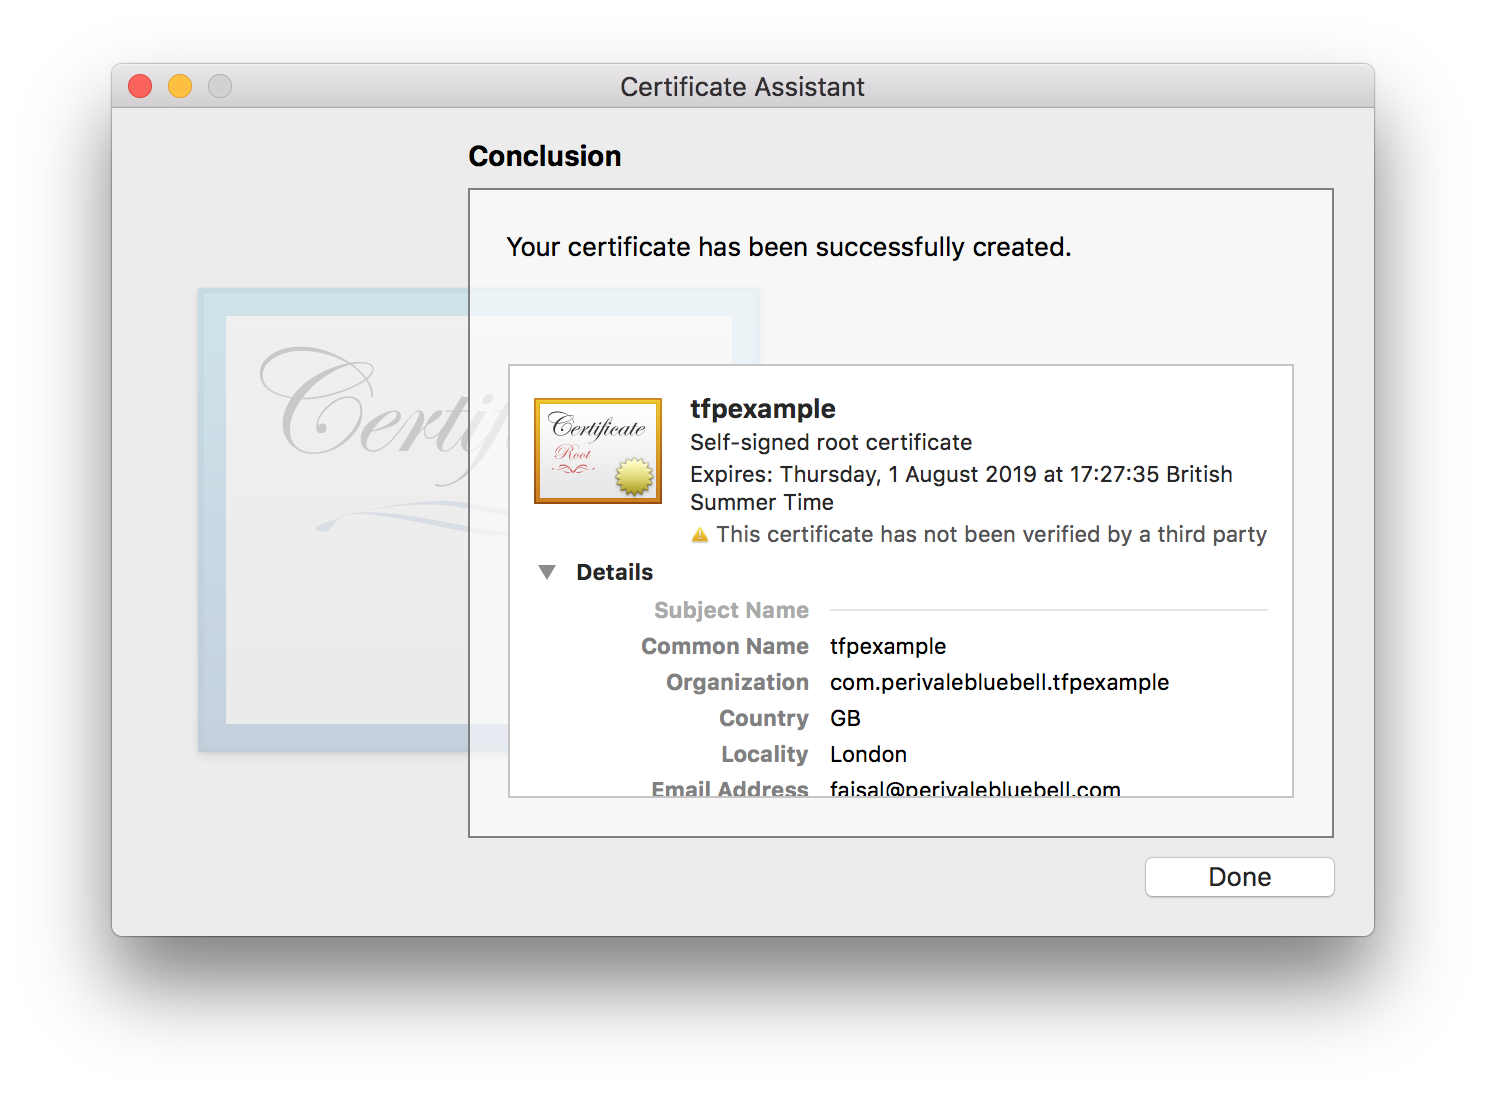 Certificate Assistant
Conclusion
Your certificate has been successfully created.
Certif
Certificate
Root
tfpexample
Self-signed root certificate
Expires: Thursday, 1 August 2019 at 17:27:35 British
Summer Time
This certificate has not been verified by a third party
Details
Subject Name
Common Name tfpexample
Organization com.perivalebluebell.tfpexample
Country GB
Locality London
Email Address faisal@perivalebluebell.com
Done